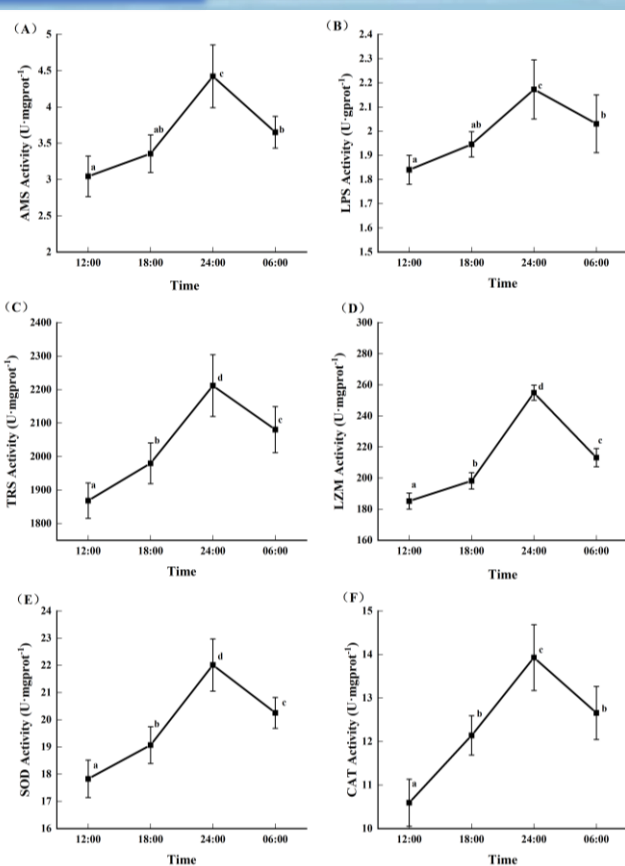 (A)
5
4.5
4
3.5
3
2.5
2
AMS Activity (U·mgprot⁻¹)
a
ab
c
b
12:00 18:00 24:00 06:00
Time
(B)
2.4
2.3
2.2
2.1
2
1.9
1.8
1.7
1.6
1.5
LPS Activity (U·gprot⁻¹)
a
ab
c
b
12:00 18:00 24:00 06:00
Time
(C)
2400
2300
2200
2100
2000
1900
1800
TRS Activity (U·mgprot⁻¹)
a
b
d
c
12:00 18:00 24:00 06:00
Time
(D)
300
280
260
240
220
200
180
160
LZM Activity (U·mgprot⁻¹)
a
b
d
c
12:00 18:00 24:00 06:00
Time
(E)
24
23
22
21
20
19
18
17
16
SOD Activity (U·mgprot⁻¹)
a
b
d
c
12:00 18:00 24:00 06:00
Time
(F)
15
14
13
12
11
10
CAT Activity (U·mgprot⁻¹)
a
b
c
b
12:00 18:00 24:00 06:00
Time